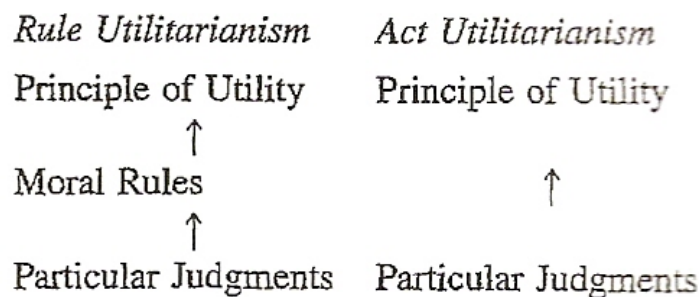 Rule Utilitarianism Act Utilitarianism
Principle of Utility Principle of Utility
↑
Moral Rules ↑
↑
Particular Judgments Particular Judgments